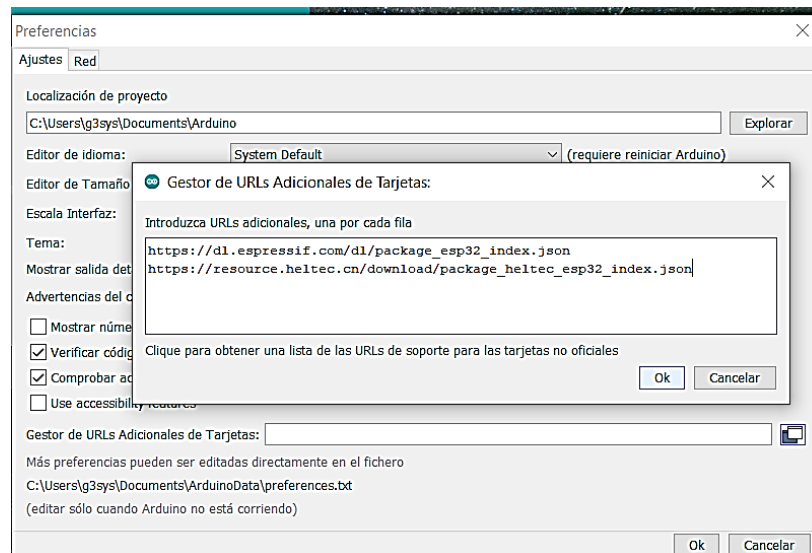 Preferencias
Ajustes Red
Localización de proyecto
C:\Users\g3sys\Documents\Arduino
Explorar
Editor de idioma:
System Default
(requiere reiniciar Arduino)
Editor de Tamaño
Escala Interfaz:
Tema:
Mostrar salida det
Advertencias del c
Mostrar núme
Verificar códig
Comprobar ac
Use accessibility features
Gestor de URLs Adicionales de Tarjetas:
Introduzca URLs adicionales, una por cada fila
https://dl.espressif.com/dl/package_esp32_index.json
https://resource.heltec.cn/download/package_heltec_esp32_index.json
Clique para obtener una lista de las URLs de soporte para las tarjetas no oficiales
Ok Cancelar
Gestor de URLs Adicionales de Tarjetas:
Más preferencias pueden ser editadas directamente en el fichero
C:\Users\g3sys\Documents\ArduinoData\preferences.txt
(editar sólo cuando Arduino no está corriendo)
Ok Cancelar